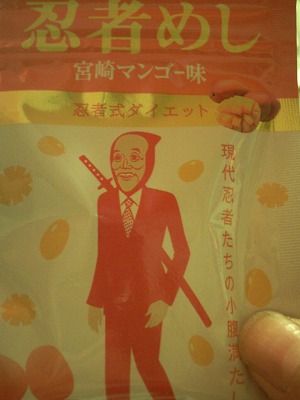 忍者めし
宮崎マンゴー味
忍者式ダイエット
現代忍者たちの小腹満たし